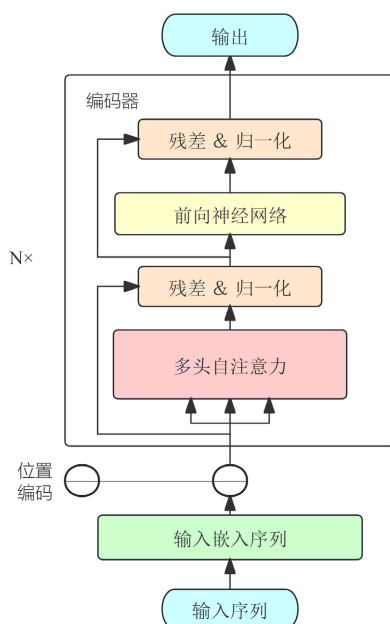 输出
编码器
残差 & 归一化
前向神经网络
N×
残差 & 归一化
多头自注意力
位置
编码
输入嵌入序列
输入序列